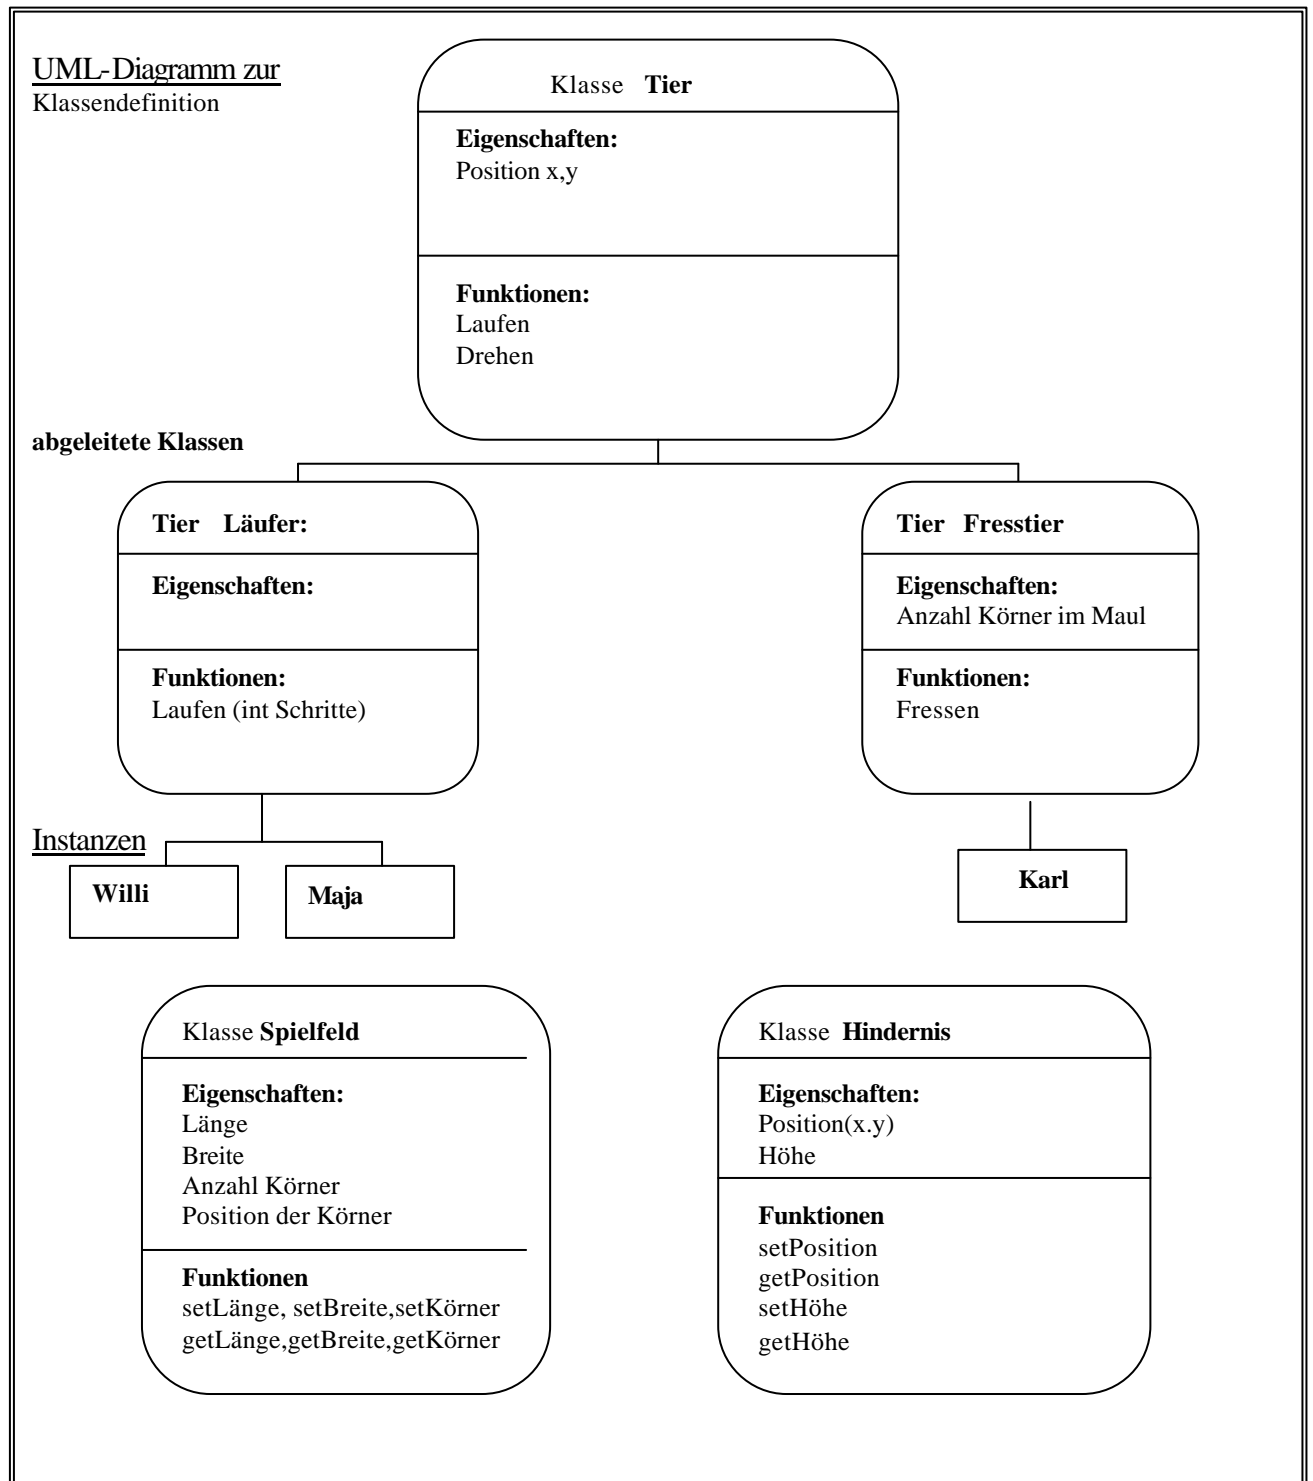 UML-Diagramm zur
Klassendefinition
Klasse Tier
Eigenschaften:
Position x,y
Funktionen:
Laufen
Drehen
abgeleitete Klassen
Tier Läufer:
Eigenschaften:
Funktionen:
Laufen (int Schritte)
Tier Fresstier
Eigenschaften:
Anzahl Körner im Maul
Funktionen:
Fressen
Instanzen
Willi
Maja
Karl
Klasse Spielfeld
Eigenschaften:
Länge
Breite
Anzahl Körner
Position der Körner
Funktionen
setLänge, setBreite,setKörner
getLänge,getBreite,getKörner
Klasse Hindernis
Eigenschaften:
Position(x.y)
Höhe
Funktionen
setPosition
getPosition
setHöhe
getHöhe